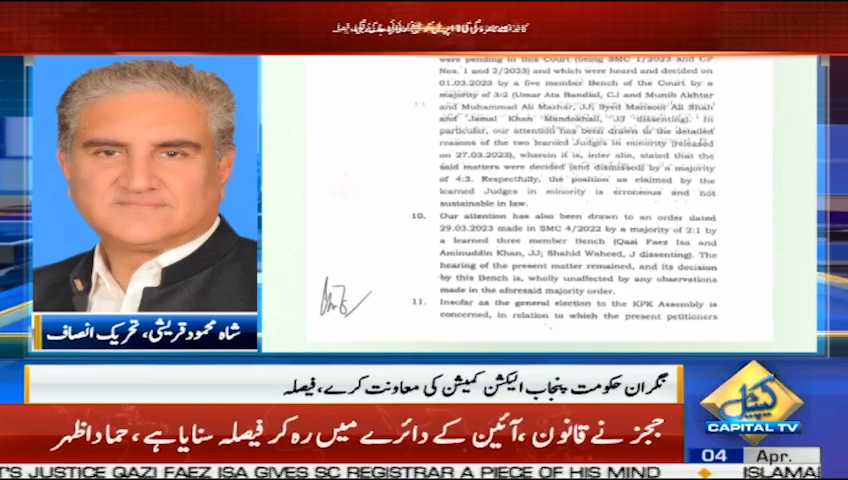 were pending in this Court (being SMC 1/2023 and CP
Nos. 1 and 2/2023) and which were heard and decided on
01.03.2023 by a five member Bench of the Court by a
majority of 3:2 (Umar Ata Bandial, CJ and Munib Akhtar
and Muhammad Ali Mazhar, JJ; Syed Mansoor Ali Shah
and Jamal Khan Mandokhail, JJ dissenting). In
particular, our attention has been drawn to the detailed
reasons of the two learned Judges in minority (released
on 27.03.2023), wherein it is, inter alia, stated that the
said matters were decided (and dismissed) by a majority
of 4:3. Respectfully, the position as claimed by the
learned Judges in minority is erroneous and not
sustainable in law.
10. Our attention has also been drawn to an order dated
29.03.2023 made in SMC 4/2022 by a majority of 2:1 by
a learned three member Bench (Qazi Faez Isa and
Aminuddin Khan, JJ; Shahid Waheed, J dissenting). The
hearing of the present matter remained, and its decision
by this Bench is, wholly unaffected by any observations
made in the aforesaid majority order.
11. Insofar as the general election to the KPK Assembly is
concerned, in relation to which the present petitioners
شاہ محمود قریشی، تحریک انصاف
نگران حکومت پنجاب الیکشن کمیشن کی معاونت کرے، فیصلہ
ججز نے قانون ،آئین کے دائرے میں رہ کر فیصلہ سنایا ہے ، حماد اظہر
کیپیٹل
CAPITAL TV
04 Apr.
T'S JUSTICE QAZI FAEZ ISA GIVES SC REGISTRAR A PIECE OF HIS MIND ISLAMA